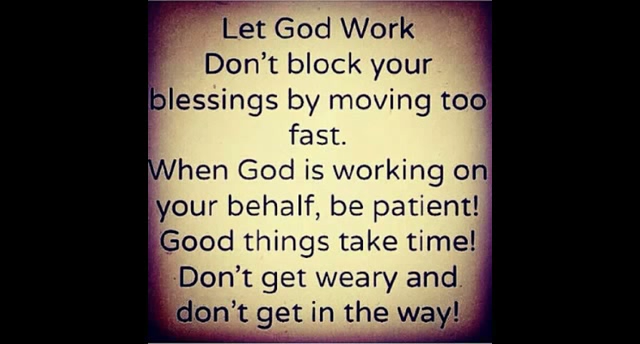 Let God Work
Don't block your
blessings by moving too
fast.
When God is working on
your behalf, be patient!
Good things take time!
Don't get weary and
don't get in the way!